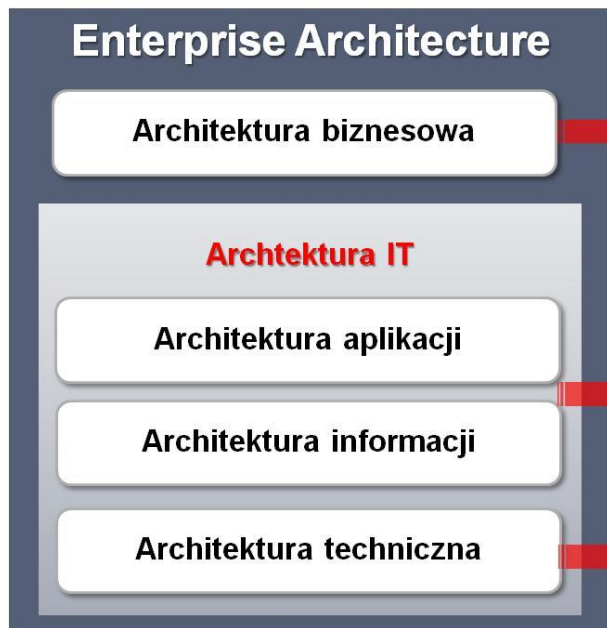 Enterprise Architecture
Architektura biznesowa
Archtektura IT
Architektura aplikacji
Architektura informacji
Architektura techniczna